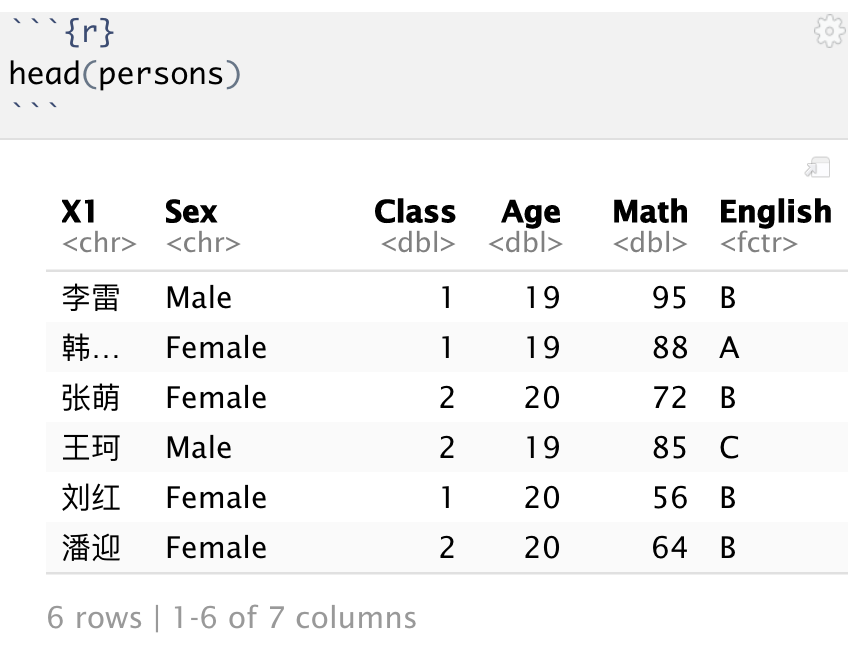 ```{r}
head(persons)
```
X1 Sex Class Age Math English
<chr> <chr> <dbl> <dbl> <dbl> <fctr>
李雷 Male 1 19 95 B
韩… Female 1 19 88 A
张萌 Female 2 20 72 B
王珂 Male 2 19 85 C
刘红 Female 1 20 56 B
潘迎 Female 2 20 64 B
6 rows | 1-6 of 7 columns